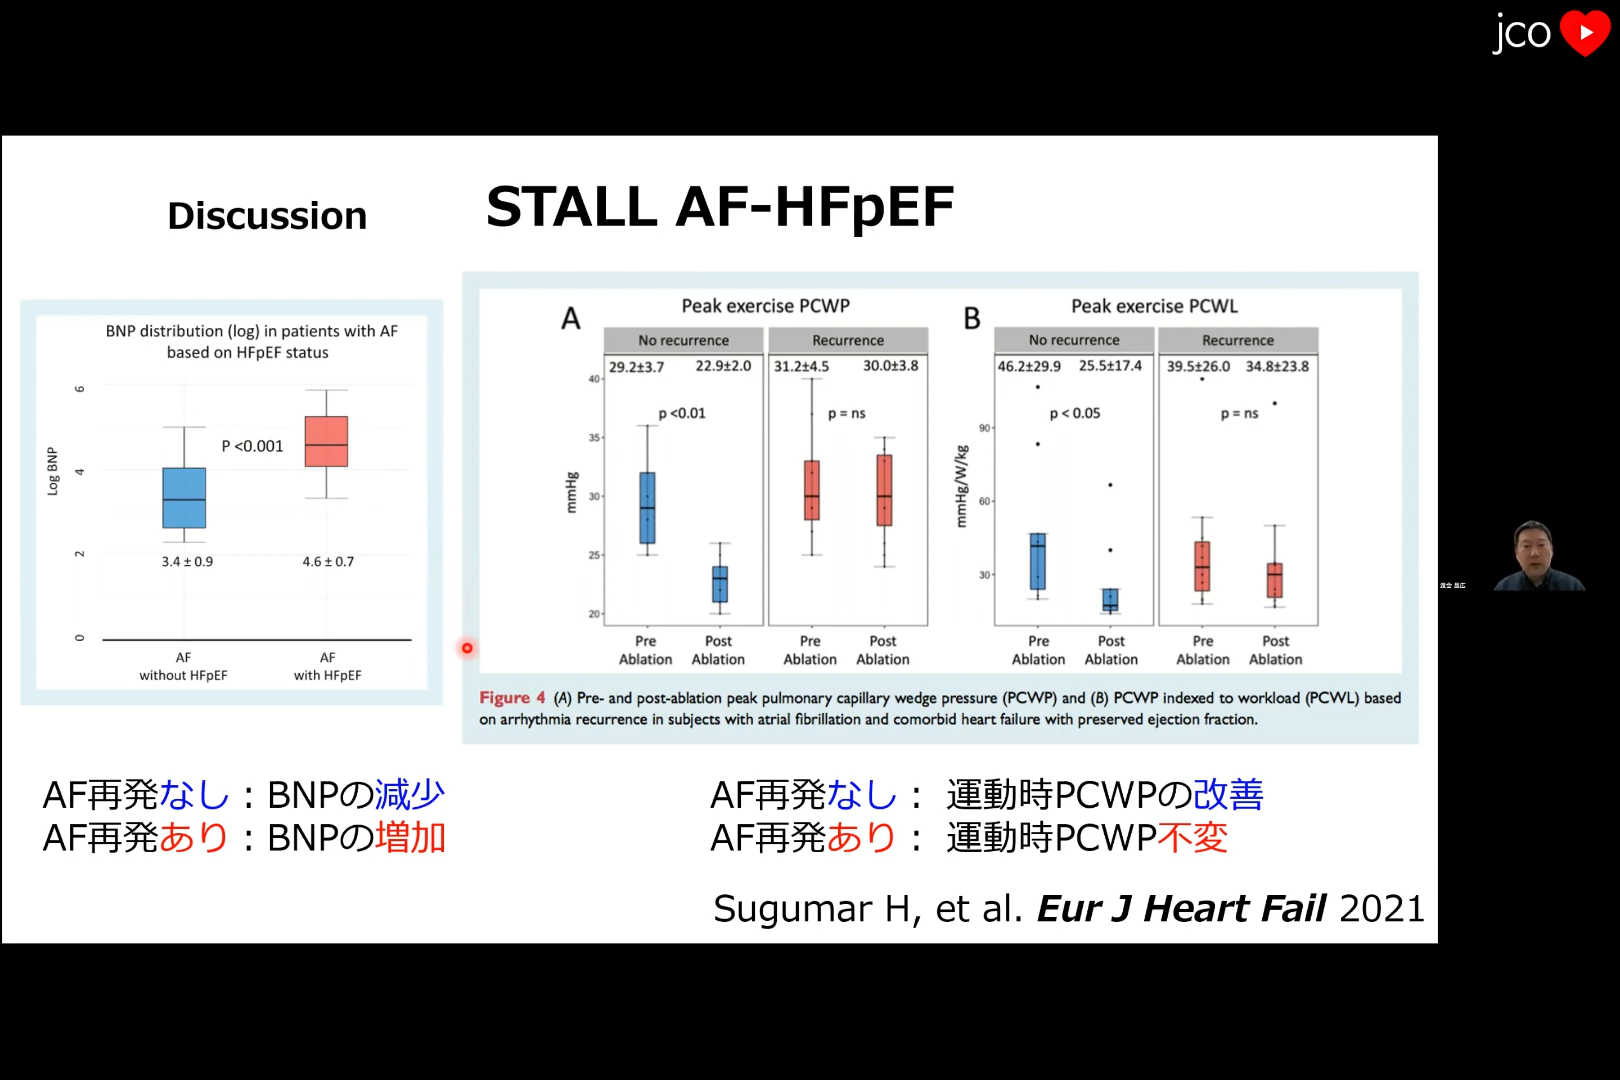 jco
Discussion
STALL AF-HFpEF
BNP distribution (log) in patients with AF
based on HFpEF status
Log BNP
6
4
2
0
P <0.001
3.4 ± 0.9
4.6 ± 0.7
AF
without HFpEF
AF
with HFpEF
A
Peak exercise PCWP
No recurrence
Recurrence
29.2±3.7
22.9±2.0
31.2±4.5
30.0±3.8
p <0.01
p = ns
mmHg
40
35
30
25
20
Pre
Ablation
Post
Ablation
Pre
Ablation
Post
Ablation
B
Peak exercise PCWL
No recurrence
Recurrence
46.2±29.9
25.5±17.4
39.5±26.0
34.8±23.8
p < 0.05
p = ns
mmHg/W/kg
90
60
30
Pre
Ablation
Post
Ablation
Pre
Ablation
Post
Ablation
Figure 4 (A) Pre- and post-ablation peak pulmonary capillary wedge pressure (PCWP) and (B) PCWP indexed to workload (PCWL) based
on arrhythmia recurrence in subjects with atrial fibrillation and comorbid heart failure with preserved ejection fraction.
AF再発なし：BNPの減少
AF再発あり：BNPの増加
AF再発なし： 運動時PCWPの改善
AF再発あり： 運動時PCWP不変
Sugumar H, et al. Eur J Heart Fail 2021